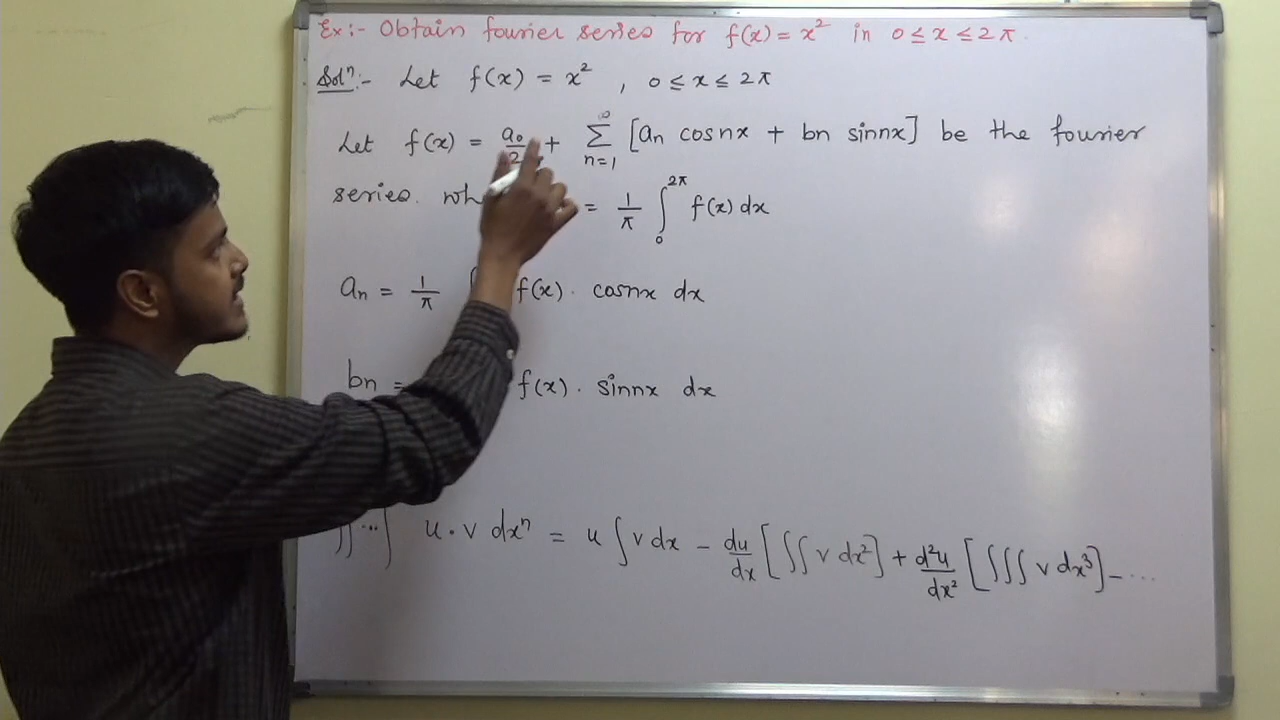 Ex:- Obtain fourier series for f(x) = x² in 0 ≤ x ≤ 2π.
Solⁿ:- Let f(x) = x² , 0 ≤ x ≤ 2π
Let f(x) = a₀/2 + ∞ Σ n=1 [an cosnx + bn sinnx] be the fourier
series. wh = 1/π ∫₀^2π f(x) dx
an = 1/π ∫ f(x) · cosnx dx
bn = f(x) · sinnx dx
∫∫...∫ u · v dxⁿ = u ∫ v dx - du/dx [∫∫ v dx²] + d²u/dx² [∫∫∫ v dx³] - ...